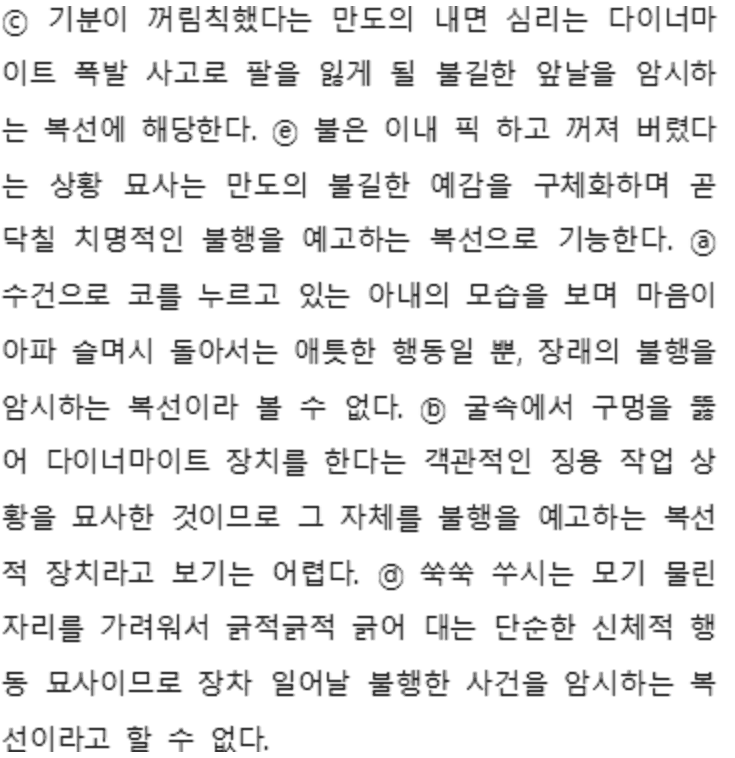 ⓒ 기분이 꺼림칙했다는 만도의 내면 심리는 다이너마
이트 폭발 사고로 팔을 잃게 될 불길한 앞날을 암시하
는 복선에 해당한다. ⓔ 불은 이내 픽 하고 꺼져 버렸다
는 상황 묘사는 만도의 불길한 예감을 구체화하며 곧
닥칠 치명적인 불행을 예고하는 복선으로 기능한다. ⓐ
수건으로 코를 누르고 있는 아내의 모습을 보며 마음이
아파 슬며시 돌아서는 애틋한 행동일 뿐, 장래의 불행을
암시하는 복선이라 볼 수 없다. ⓑ 굴속에서 구멍을 뚫
어 다이너마이트 장치를 한다는 객관적인 징용 작업 상
황을 묘사한 것이므로 그 자체를 불행을 예고하는 복선
적 장치라고 보기는 어렵다. ⓓ 쑥쑥 쑤시는 모기 물린
자리를 가려워서 긁적긁적 긁어 대는 단순한 신체적 행
동 묘사이므로 장차 일어날 불행한 사건을 암시하는 복
선이라고 할 수 없다.